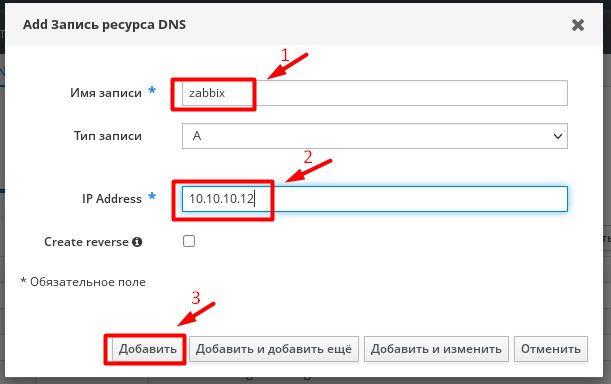 Add Запись ресурса DNS
1
Имя записи * zabbix
Тип записи A
2
IP Address * 10.10.10.12
Create reverse
* Обязательное поле
3
Добавить Добавить и добавить ещё Добавить и изменить Отменить